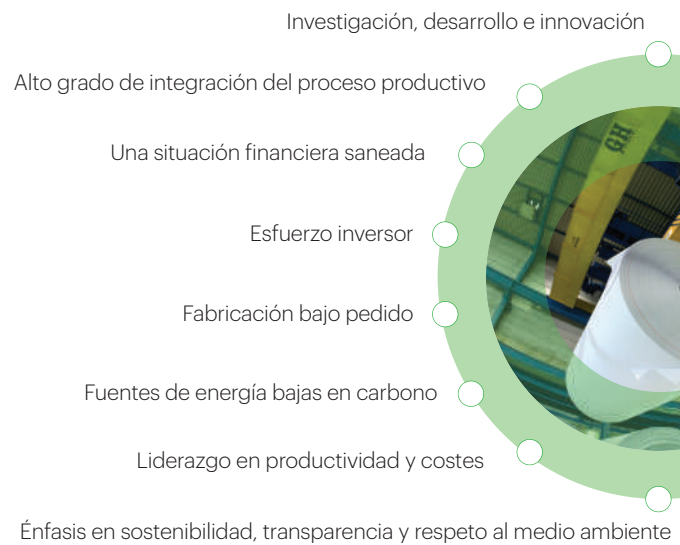 Investigación, desarrollo e innovación
Alto grado de integración del proceso productivo
Una situación financiera saneada
GH
Esfuerzo inversor
Fabricación bajo pedido
Fuentes de energía bajas en carbono
Liderazgo en productividad y costes
Énfasis en sostenibilidad, transparencia y respeto al medio ambiente